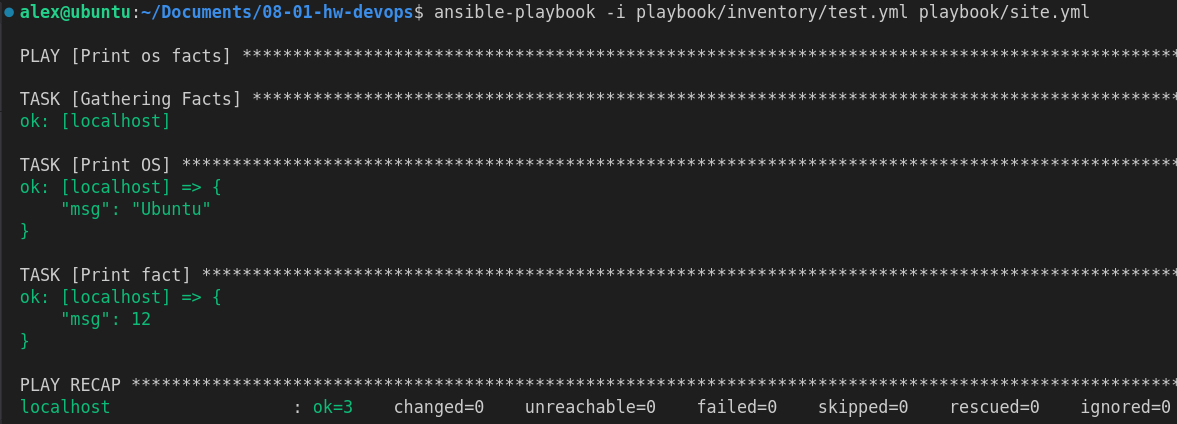 alex@ubuntu:~/Documents/08-01-hw-devops$ ansible-playbook -i playbook/inventory/test.yml playbook/site.yml
PLAY [Print os facts] *********************************************************************************************
TASK [Gathering Facts] ********************************************************************************************
ok: [localhost]
TASK [Print OS] ***************************************************************************************************
ok: [localhost] => {
    "msg": "Ubuntu"
}
TASK [Print fact] *************************************************************************************************
ok: [localhost] => {
    "msg": 12
}
PLAY RECAP ********************************************************************************************************
localhost                  : ok=3    changed=0    unreachable=0    failed=0    skipped=0    rescued=0    ignored=0